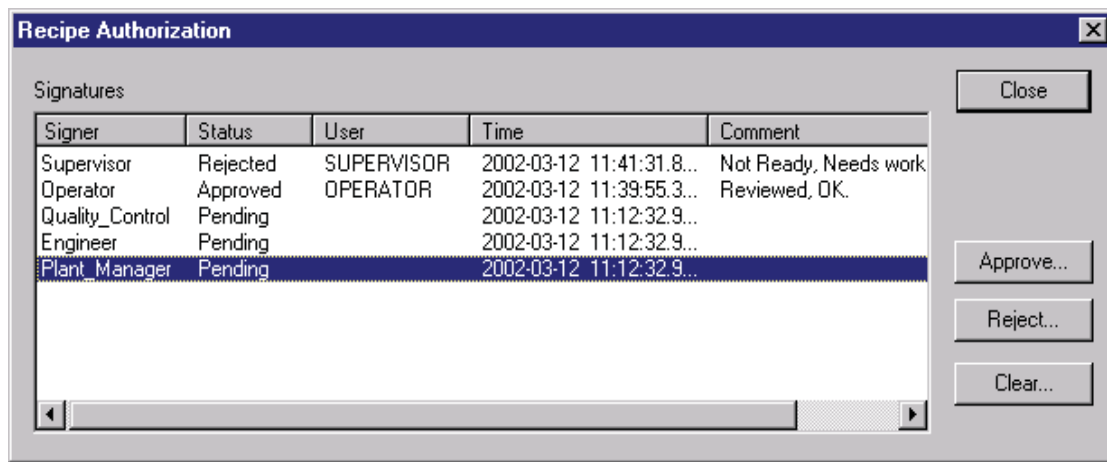 Recipe Authorization
Signatures
Close
Signer Status User Time Comment
Supervisor Rejected SUPERVISOR 2002-03-12 11:41:31.8... Not Ready, Needs work
Operator Approved OPERATOR 2002-03-12 11:39:55.3... Reviewed, OK.
Quality_Control Pending 2002-03-12 11:12:32.9...
Engineer Pending 2002-03-12 11:12:32.9...
Plant_Manager Pending 2002-03-12 11:12:32.9...
Approve...
Reject...
Clear...